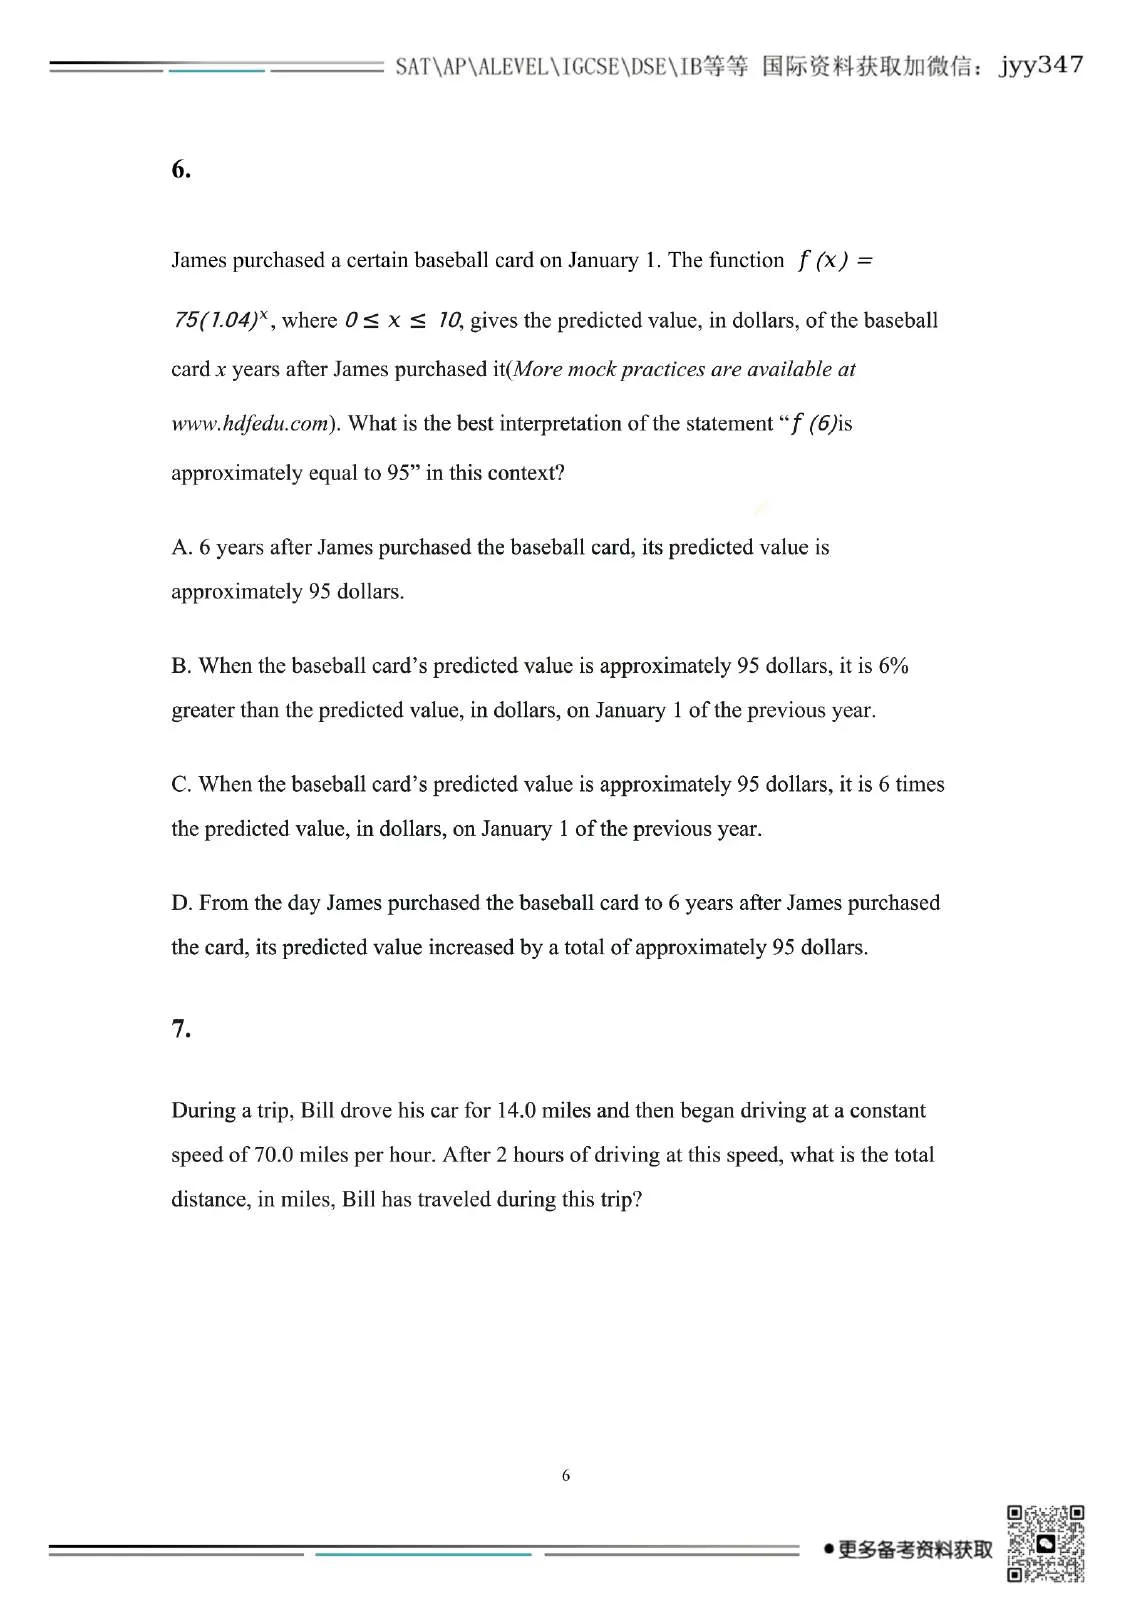 SAT\AP\ALEVEL\IGCSE\DSE\IB等等 国际资料获取加微信： jyy347
6.
James purchased a certain baseball card on January 1. The function f (x) =
75(1.04)ˣ, where 0 ≤ x ≤ 10, gives the predicted value, in dollars, of the baseball
card x years after James purchased it(More mock practices are available at
www.hdfedu.com). What is the best interpretation of the statement “f (6)is
approximately equal to 95” in this context?
A. 6 years after James purchased the baseball card, its predicted value is
approximately 95 dollars.
B. When the baseball card’s predicted value is approximately 95 dollars, it is 6%
greater than the predicted value, in dollars, on January 1 of the previous year.
C. When the baseball card’s predicted value is approximately 95 dollars, it is 6 times
the predicted value, in dollars, on January 1 of the previous year.
D. From the day James purchased the baseball card to 6 years after James purchased
the card, its predicted value increased by a total of approximately 95 dollars.
7.
During a trip, Bill drove his car for 14.0 miles and then began driving at a constant
speed of 70.0 miles per hour. After 2 hours of driving at this speed, what is the total
distance, in miles, Bill has traveled during this trip?
6
●更多备考资料获取